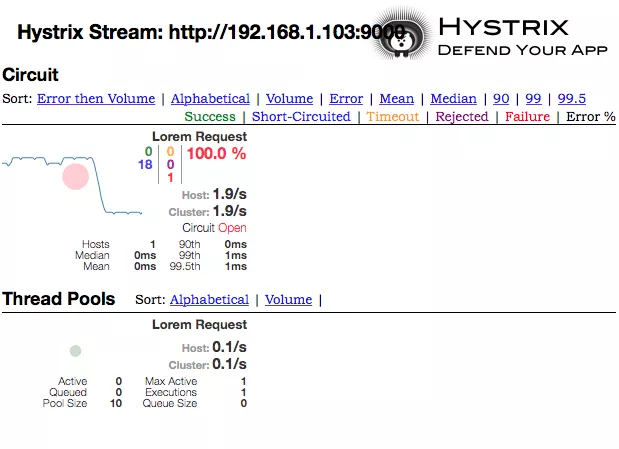 Hystrix Stream: http://192.168.1.103:9000
HYSTRIX
DEFEND YOUR APP
Circuit
Sort: Error then Volume | Alphabetical | Volume | Error | Mean | Median | 90 | 99 | 99.5
Success | Short-Circuited | Timeout | Rejected | Failure | Error %
Lorem Request
0 0 100.0 %
18 0
1
Host: 1.9/s
Cluster: 1.9/s
Circuit Open
Hosts 1 90th 0ms
Median 0ms 99th 1ms
Mean 0ms 99.5th 1ms
Thread Pools Sort: Alphabetical | Volume |
Lorem Request
Host: 0.1/s
Cluster: 0.1/s
Active 0 Max Active 1
Queued 0 Executions 1
Pool Size 10 Queue Size 0